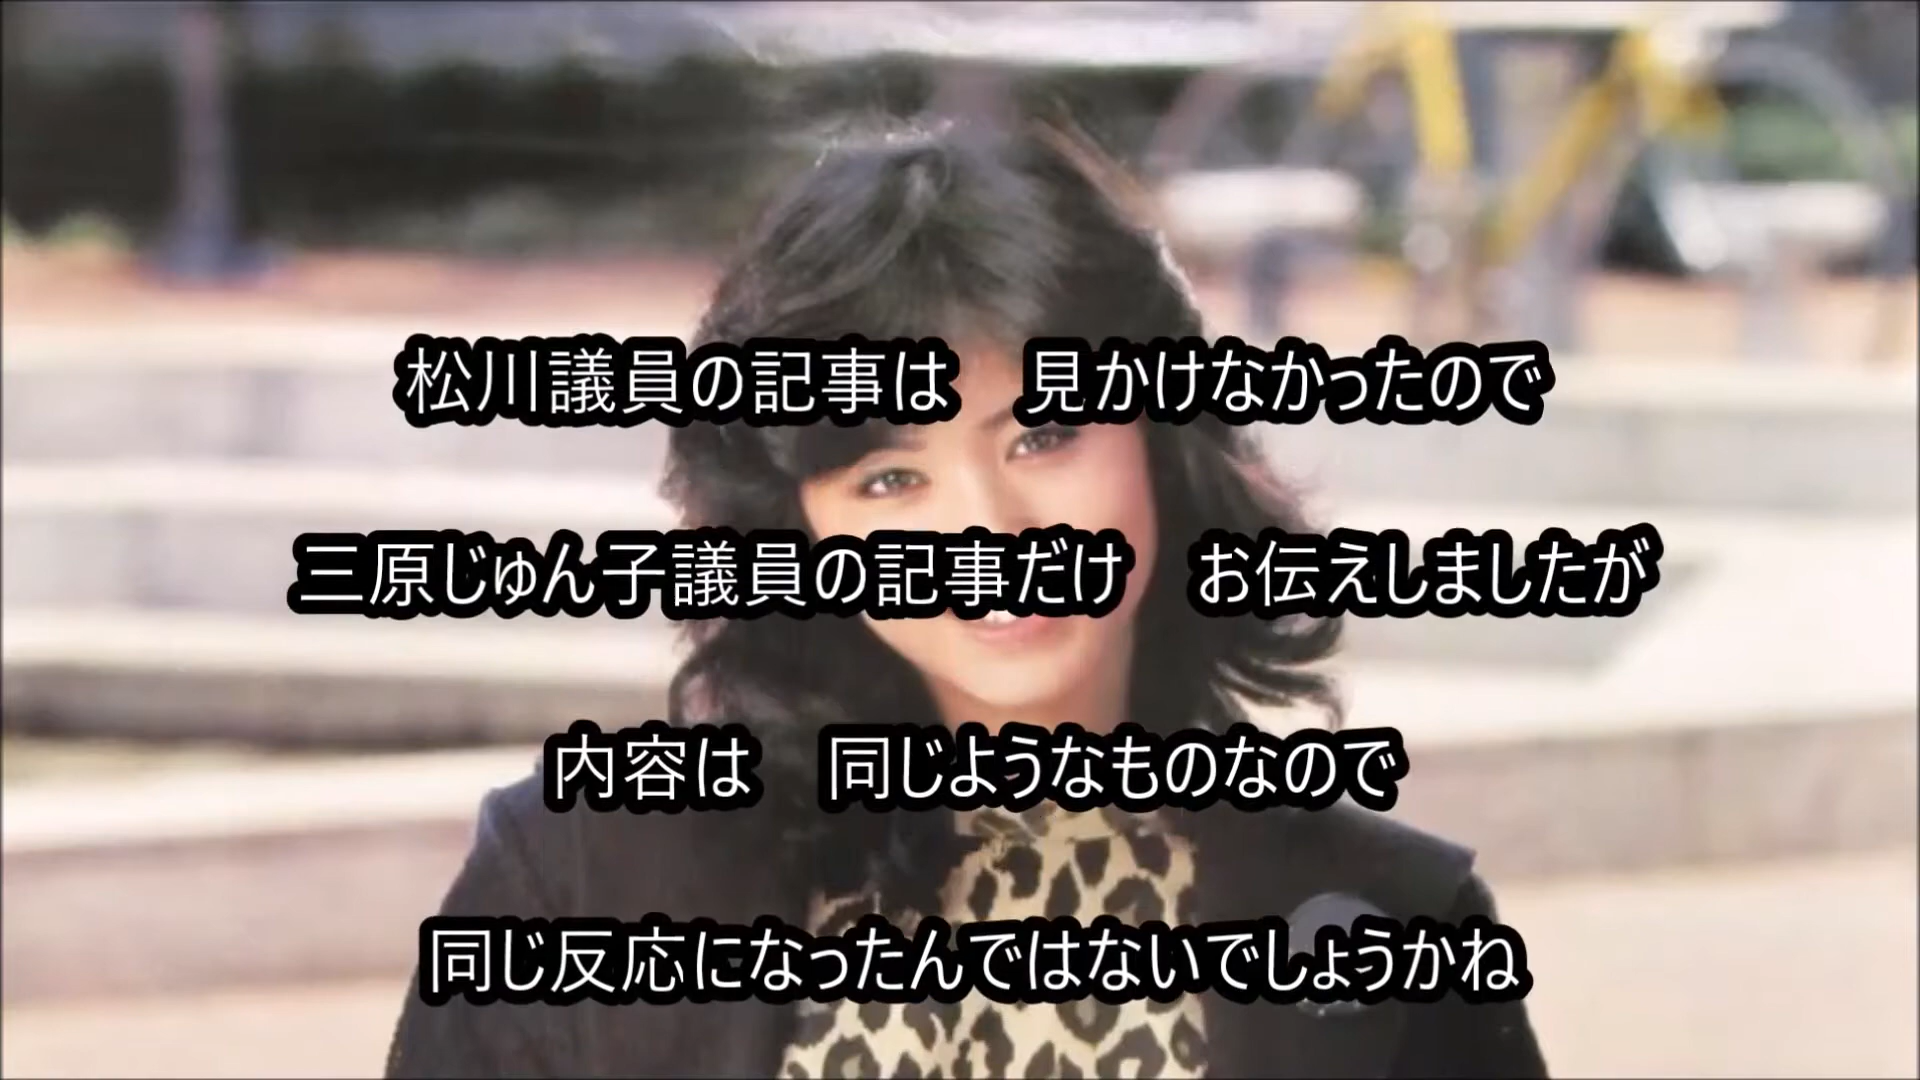 松川議員の記事は　見かけなかったので
三原じゅん子議員の記事だけ　お伝えしましたが
内容は　同じようなものなので
同じ反応になったんではないでしょうかね